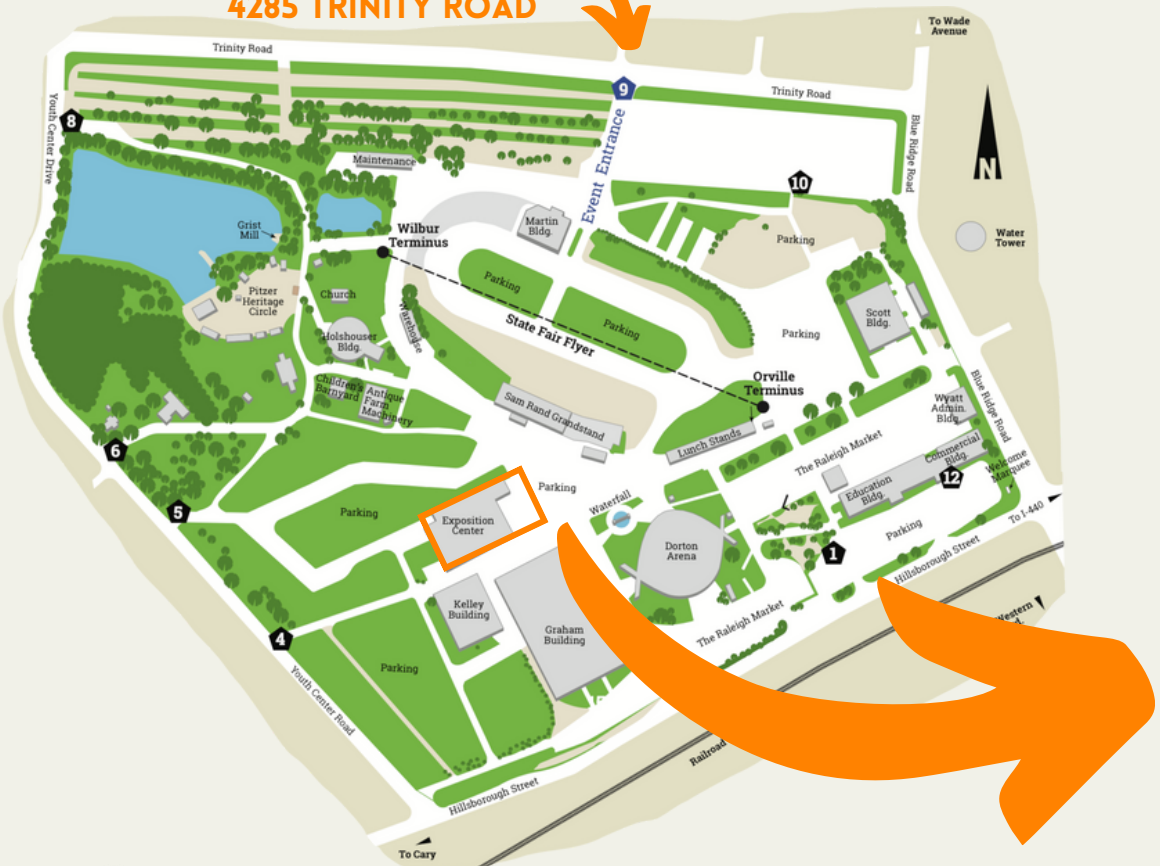 4285 TRINITY ROAD
To Wade
Avenue
Trinity Road
9
Trinity Road
8
Youth Center Drive
Blue Ridge Road
N
Maintenance
Event Entrance
10
Grist
Mill
Wilbur
Terminus
Martin
Bldg.
Parking
Water
Tower
Pitzer
Heritage
Circle
Church
Parking
Parking
Scott
Bldg.
Warehouse
Holshouser
Bldg.
State Fair Flyer
Parking
Orville
Terminus
Children's
Barnyard
Antique
Farm
Machinery
Sam Rand Grandstand
Lunch Stands
Wyatt
Admin.
Bldg.
Blue Ridge Road
6
The Raleigh Market
Commercial
Bldg.
Welcome
Marquee
12
Education
Bldg.
5
Parking
Parking
Waterfall
Exposition
Center
Dorton
Arena
Parking
To I-440
1
Hillsborough Street
Kelley
Building
Graham
Building
The Raleigh Market
Western
4
Parking
Youth Center Road
Railroad
Hillsborough Street
To Cary